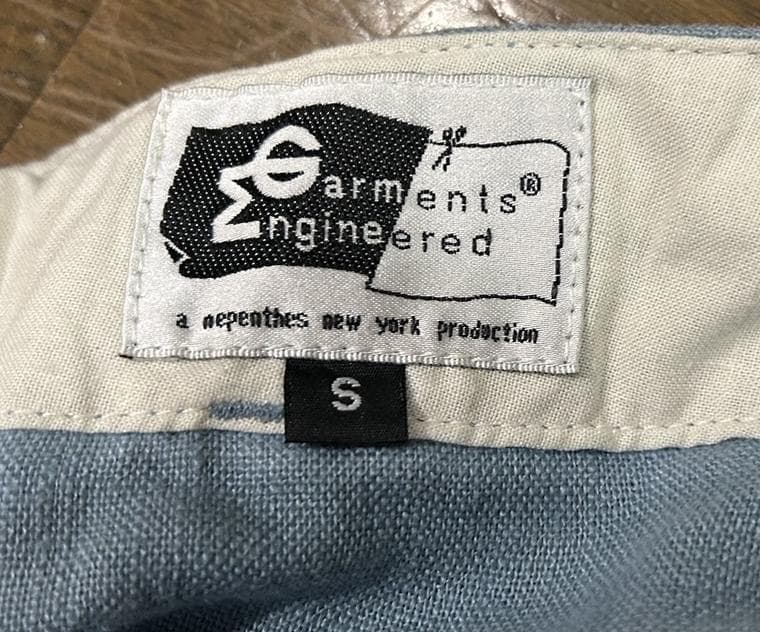 Garments®
Engineered
a nepenthes new york production
S